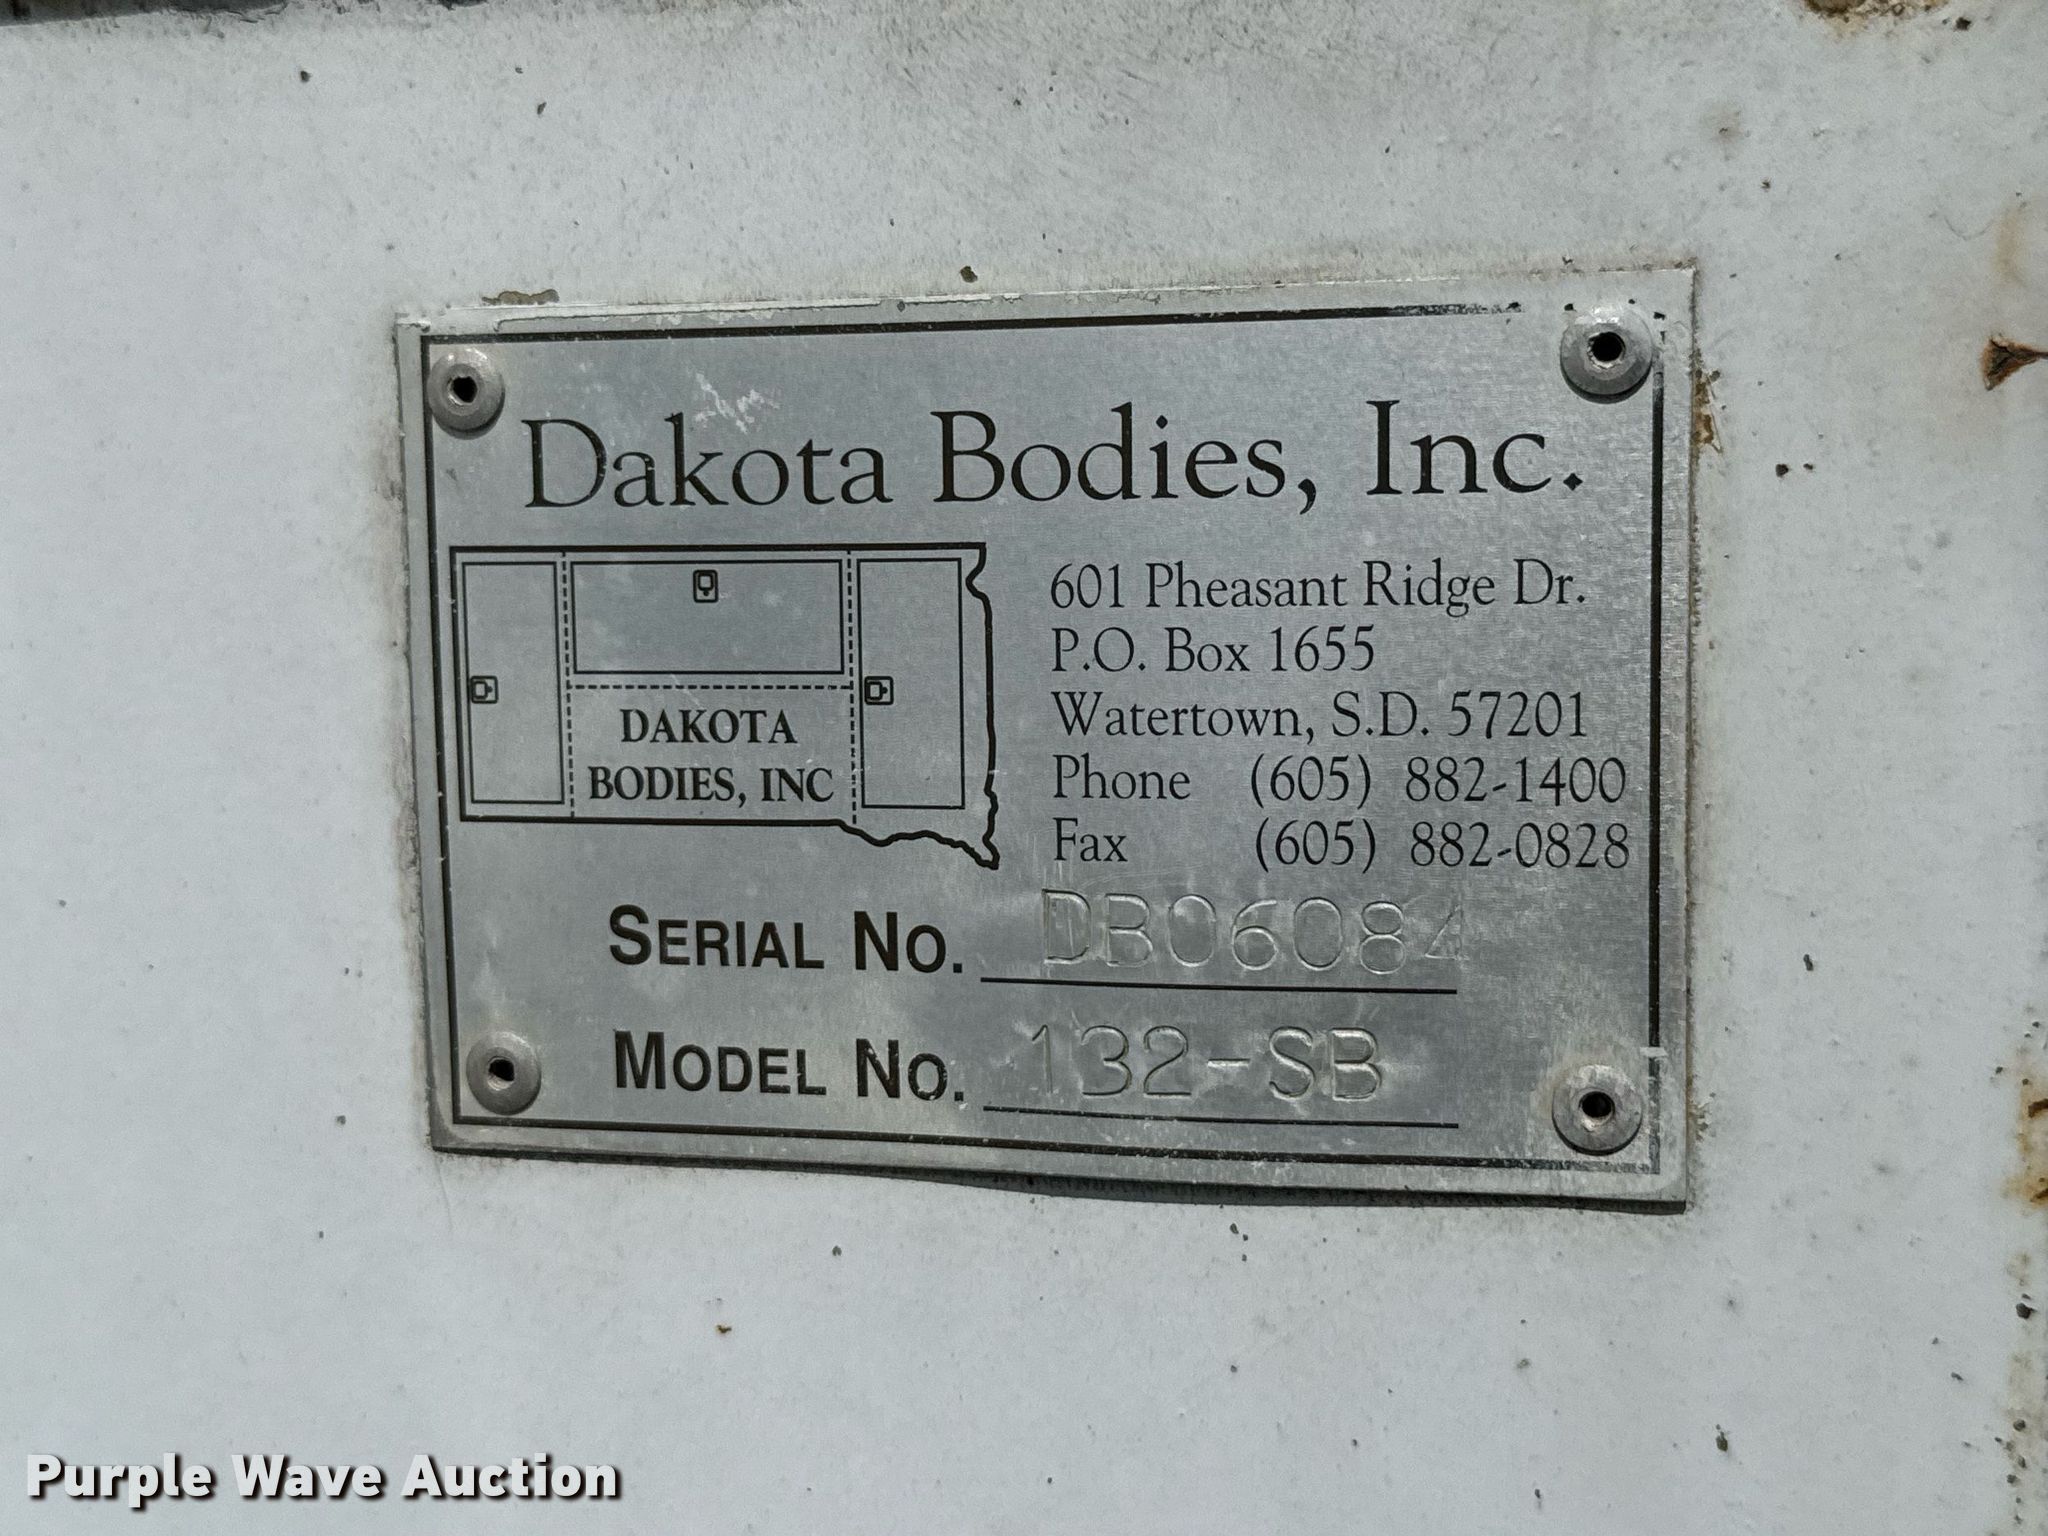 Dakota Bodies, Inc.
DAKOTA
BODIES, INC
601 Pheasant Ridge Dr.
P.O. Box 1655
Watertown, S.D. 57201
Phone (605) 882-1400
Fax (605) 882-0828
SERIAL NO. DB06084
MODEL NO. 132-SB
Purple Wave Auction